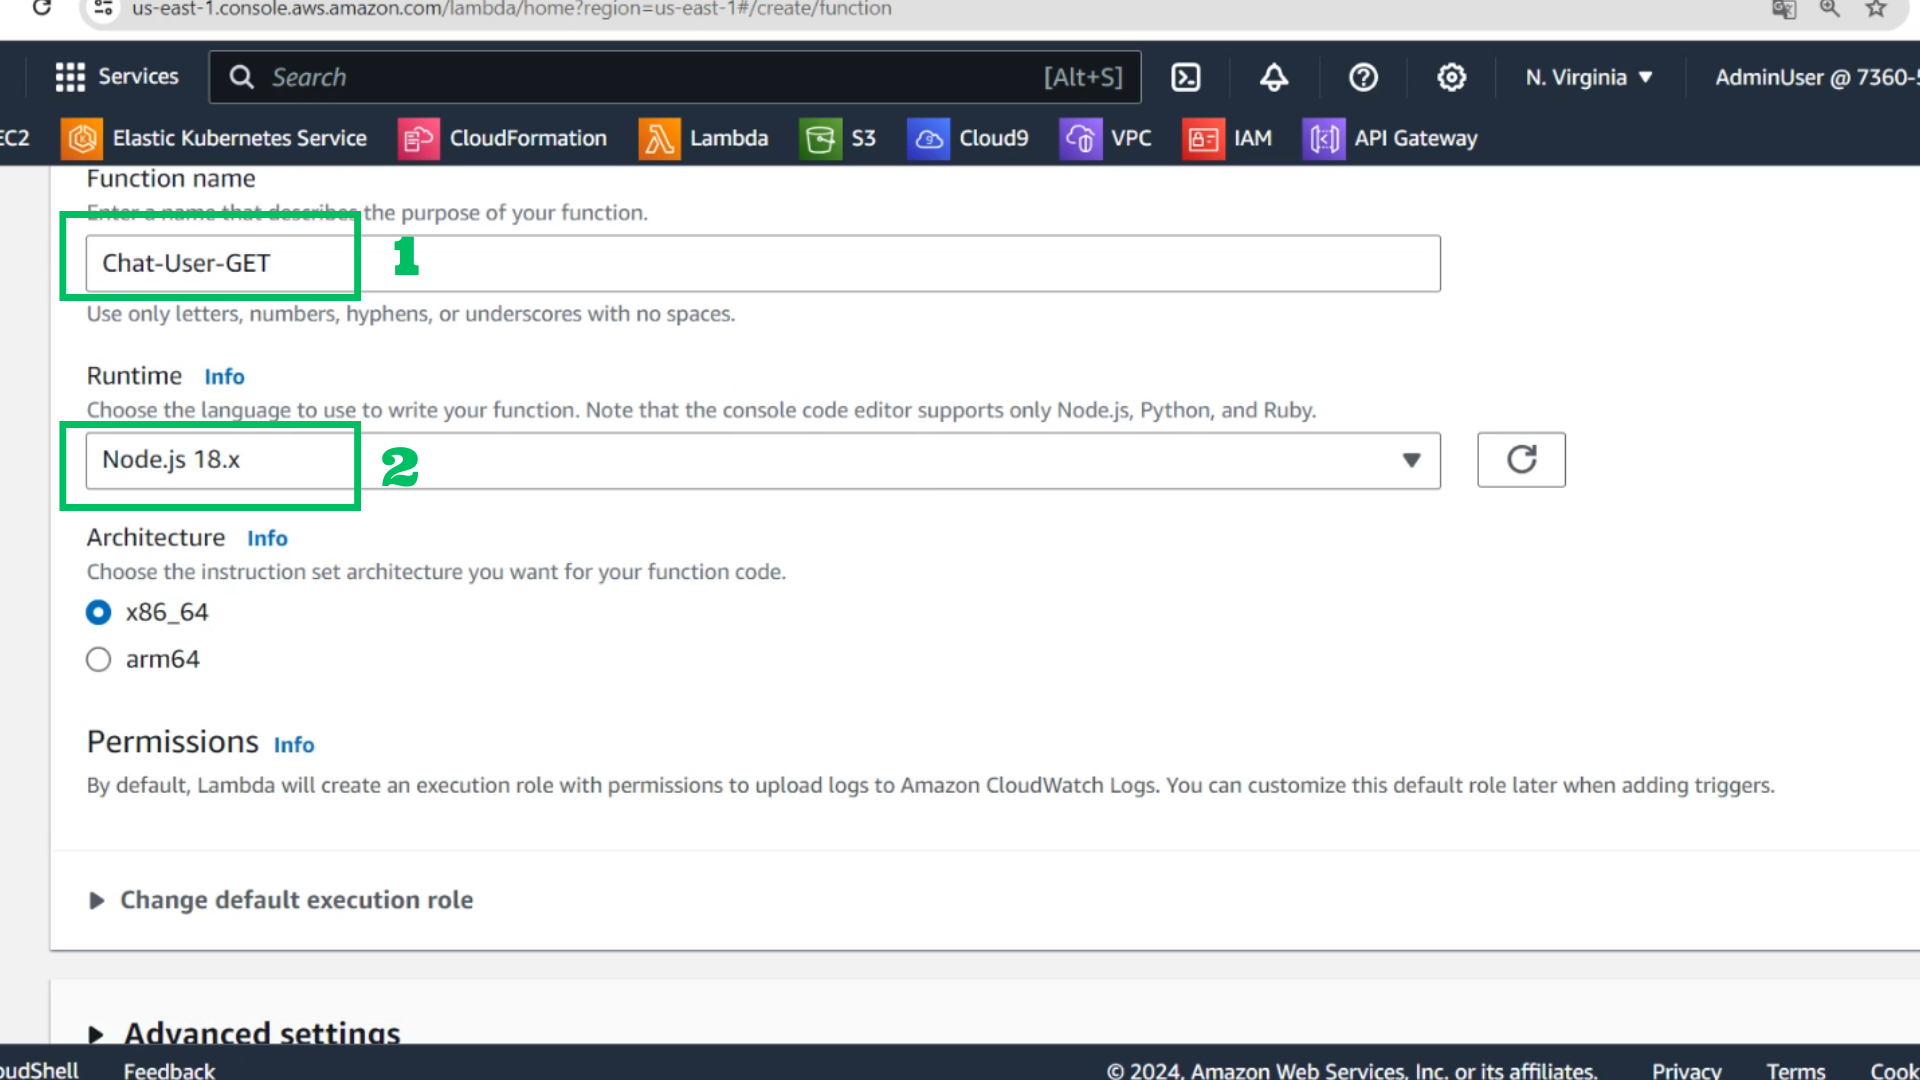 us-east-1.console.aws.amazon.com/lambda/home?region=us-east-1#/create/function
Services
Search
[Alt+S]
N. Virginia ▼
AdminUser @ 7360-5
EC2
Elastic Kubernetes Service
CloudFormation
Lambda
S3
Cloud9
VPC
IAM
API Gateway
Function name
Enter a name that describes the purpose of your function.
Chat-User-GET
1
Use only letters, numbers, hyphens, or underscores with no spaces.
Runtime Info
Choose the language to use to write your function. Note that the console code editor supports only Node.js, Python, and Ruby.
Node.js 18.x
2
Architecture Info
Choose the instruction set architecture you want for your function code.
x86_64
arm64
Permissions Info
By default, Lambda will create an execution role with permissions to upload logs to Amazon CloudWatch Logs. You can customize this default role later when adding triggers.
Change default execution role
Advanced settings
oudShell
Feedback
© 2024, Amazon Web Services, Inc. or its affiliates.
Privacy
Terms
Cook